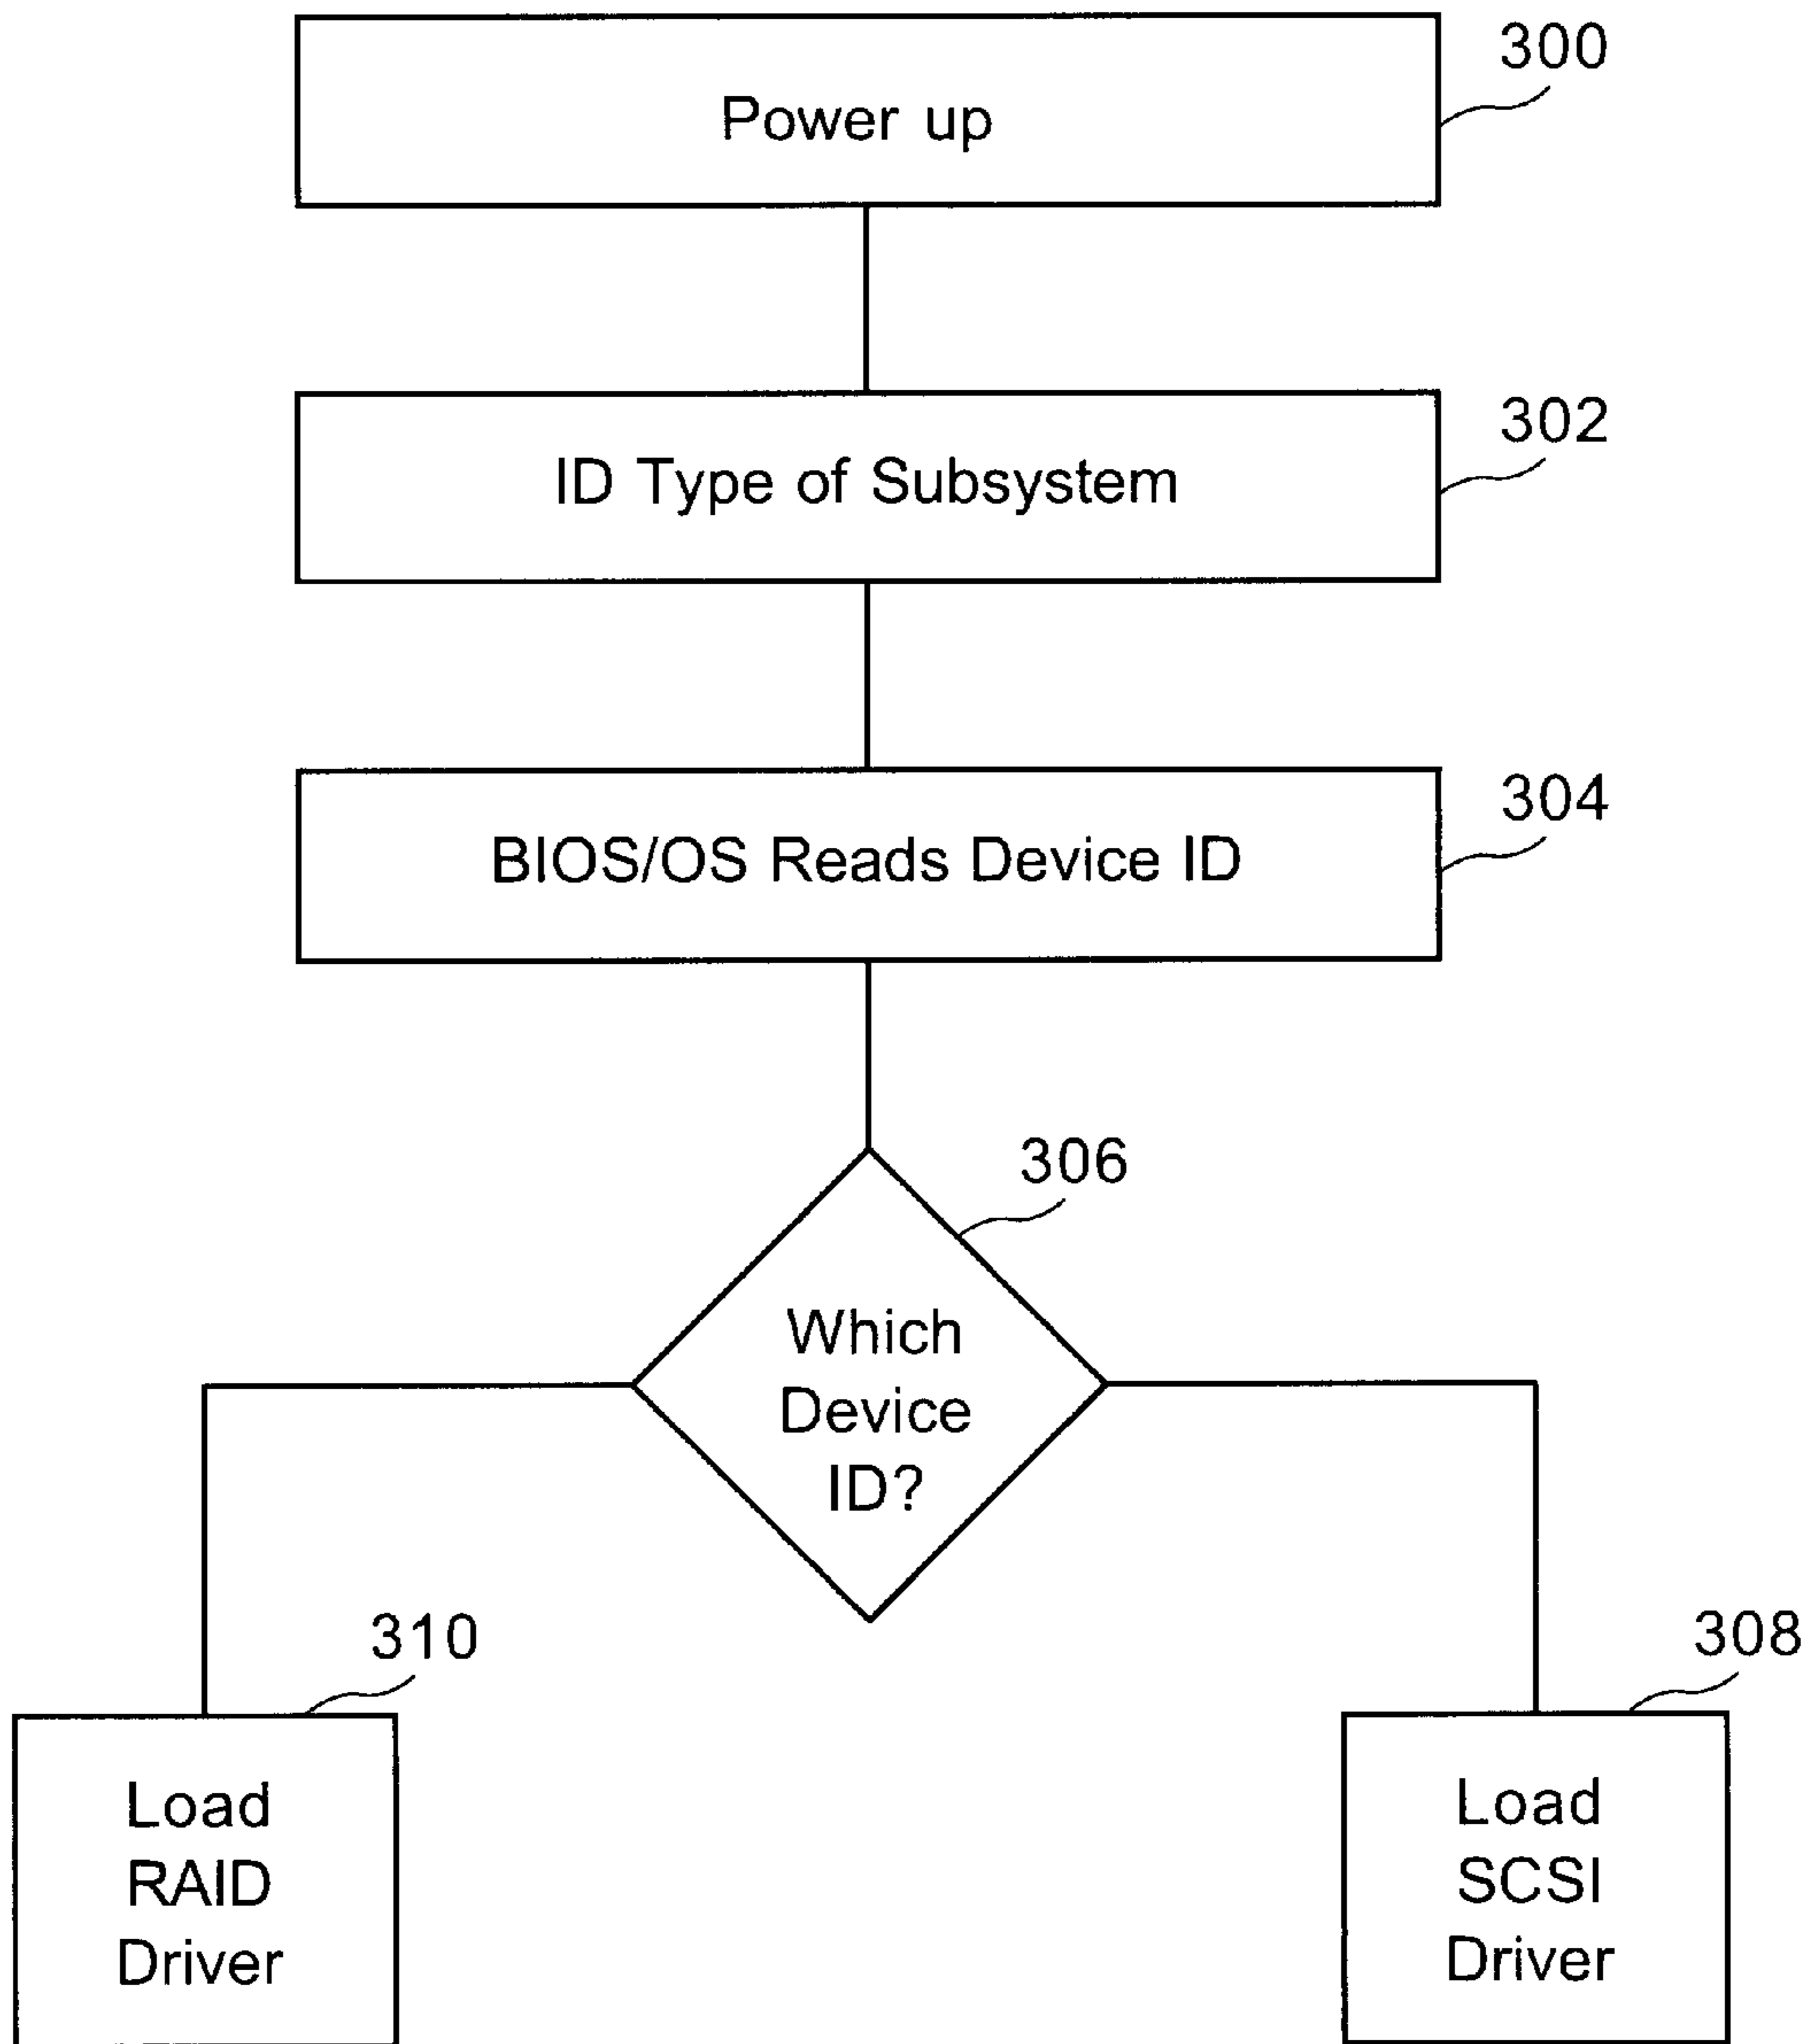 300
Power up
302
ID Type of Subsystem
304
BIOS/OS Reads Device ID
306
Which
Device
ID?
310
Load
RAID
Driver
308
Load
SCSI
Driver